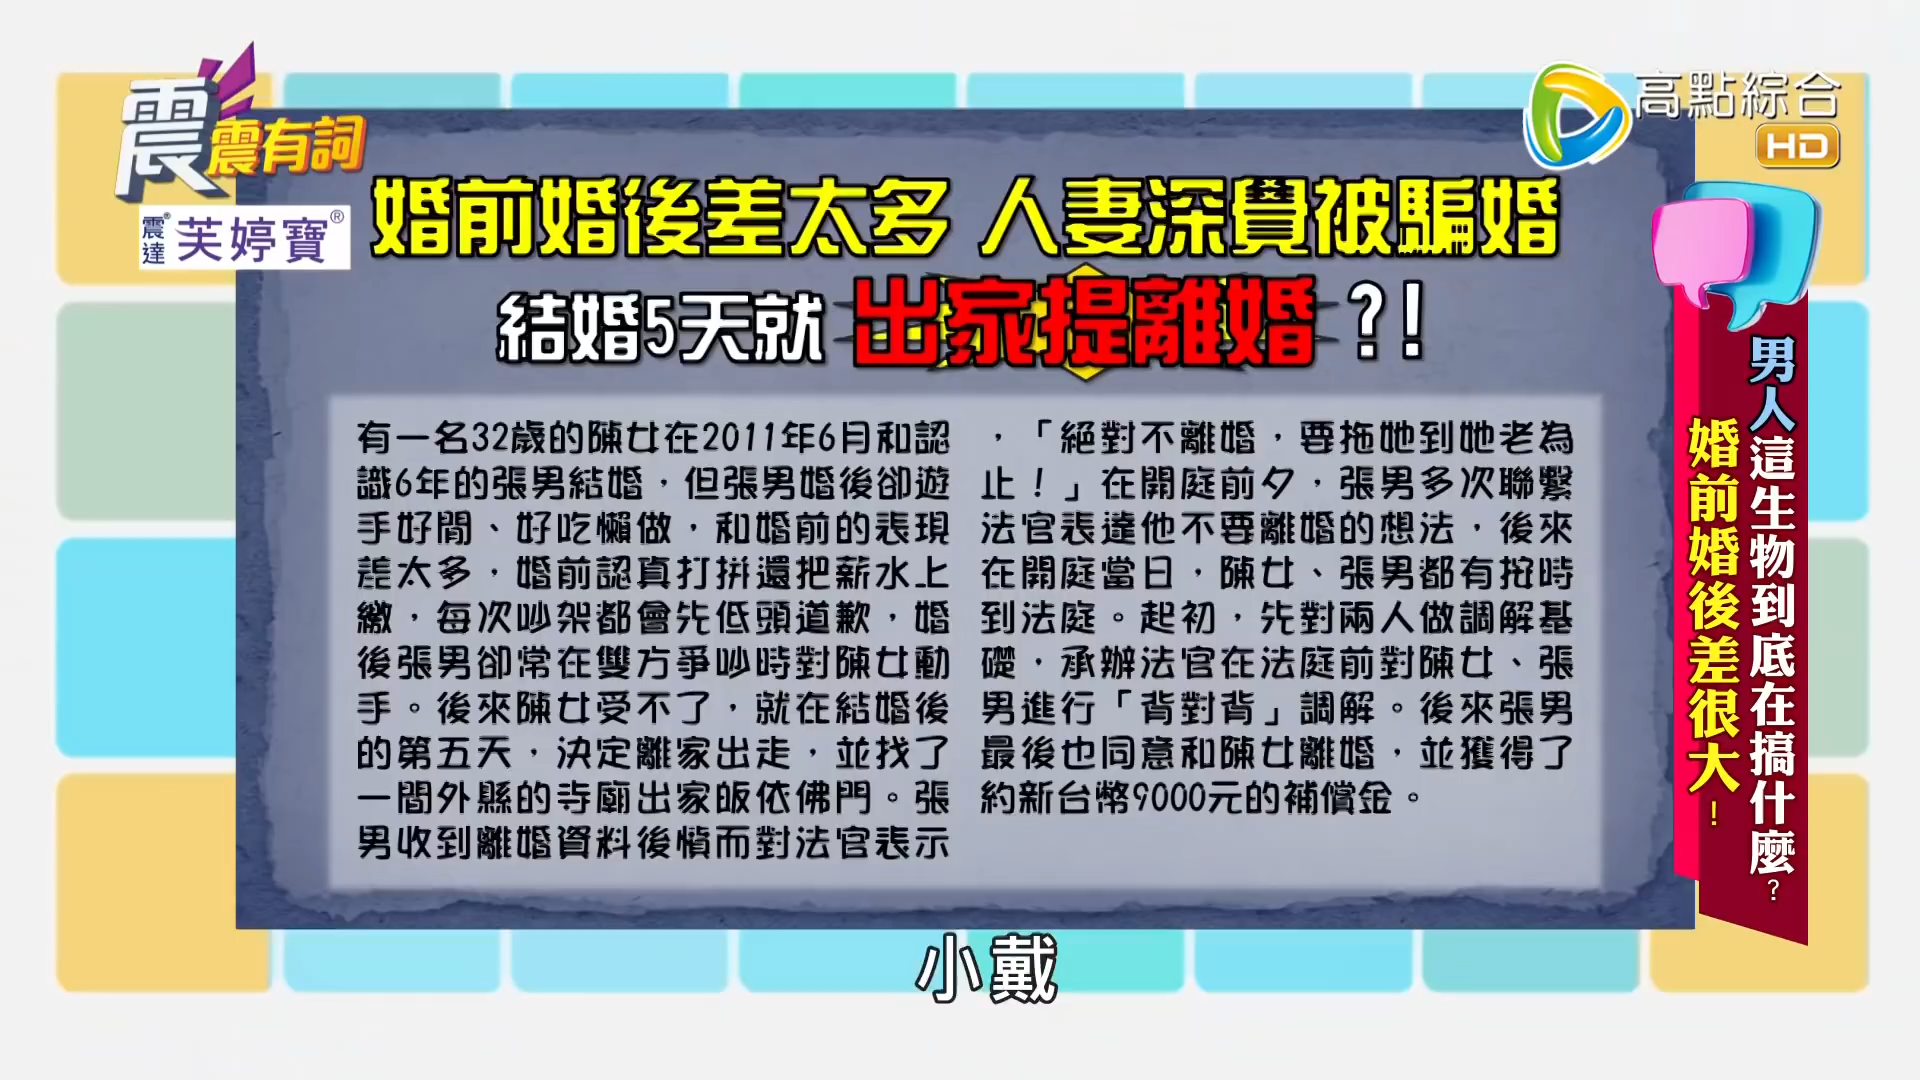 震震有詞
震達
芙婷寶®
高點綜合
HD
婚前婚後差太多 人妻深覺被騙婚
結婚5天就出家提離婚?!
有一名32歲的陳女在2011年6月和認
識6年的張男結婚，但張男婚後卻遊
手好閒、好吃懶做，和婚前的表現
差太多，婚前認真打拚還把薪水上
繳，每次吵架都會先低頭道歉，婚
後張男卻常在雙方爭吵時對陳女動
手。後來陳女受不了，就在結婚後
的第五天，決定離家出走，並找了
一間外縣的寺廟出家皈依佛門。張
男收到離婚資料後憤而對法官表示
，「絕對不離婚，要拖她到她老為
止！」在開庭前夕，張男多次聯繫
法官表達他不要離婚的想法，後來
在開庭當日，陳女、張男都有按時
到法庭。起初，先對兩人做調解基
礎，承辦法官在法庭前對陳女、張
男進行「背對背」調解。後來張男
最後也同意和陳女離婚，並獲得了
約新台幣9000元的補償金。
男人這生物到底在搞什麼?
婚前婚後差很大!
小戴